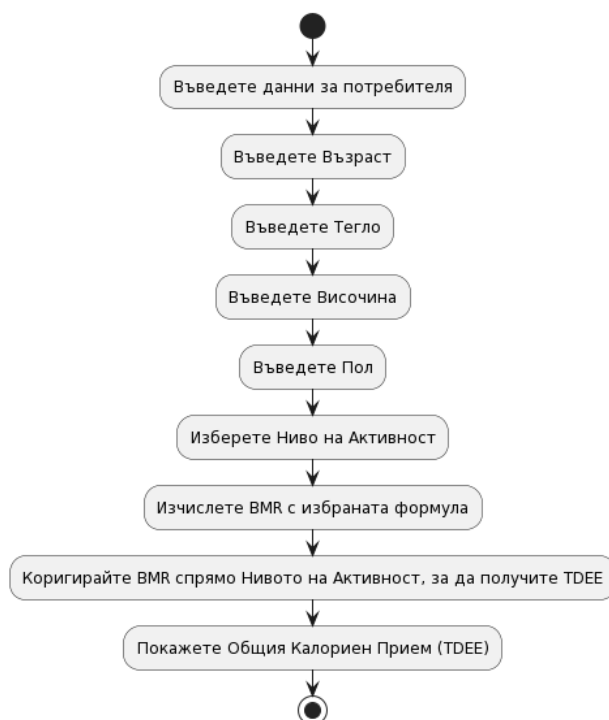 Въведете данни за потребителя
Въведете Възраст
Въведете Тегло
Въведете Височина
Въведете Пол
Изберете Ниво на Активност
Изчислете BMR с избраната формула
Коригирайте BMR спрямо Нивото на Активност, за да получите TDEE
Покажете Общия Калориен Прием (TDEE)